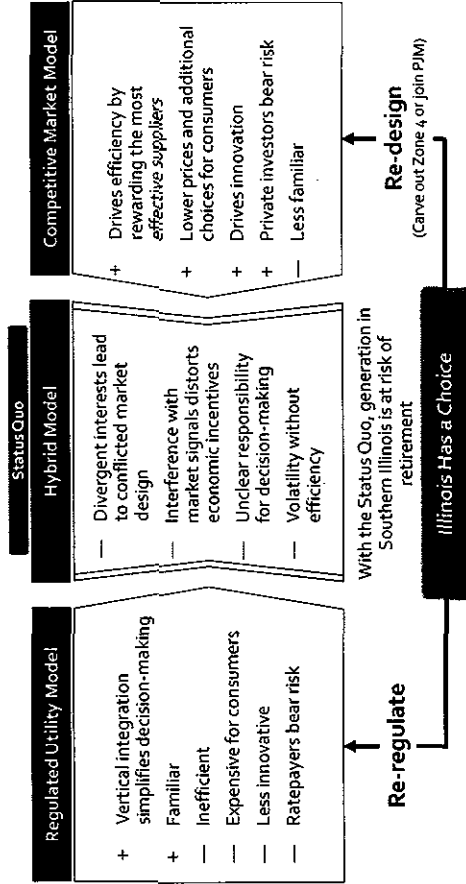 Status Quo
Regulated Utility Model
+ Vertical integration
simplifies decision-making
+ Familiar
— Inefficient
— Expensive for consumers
— Less innovative
— Ratepayers bear risk
Hybrid Model
— Divergent interests lead
to conflicted market
design
— Interference with
market signals distorts
economic incentives
— Unclear responsibility
for decision-making
— Volatility without
efficiency
Competitive Market Model
+ Drives efficiency by
rewarding the most
effective suppliers
+ Lower prices and additional
choices for consumers
+ Drives innovation
+ Private investors bear risk
— Less familiar
With the Status Quo, generation in
Southern Illinois is at risk of
retirement
Re-regulate
Re-design
(Carve out Zone 4 or join PJM)
Illinois Has a Choice